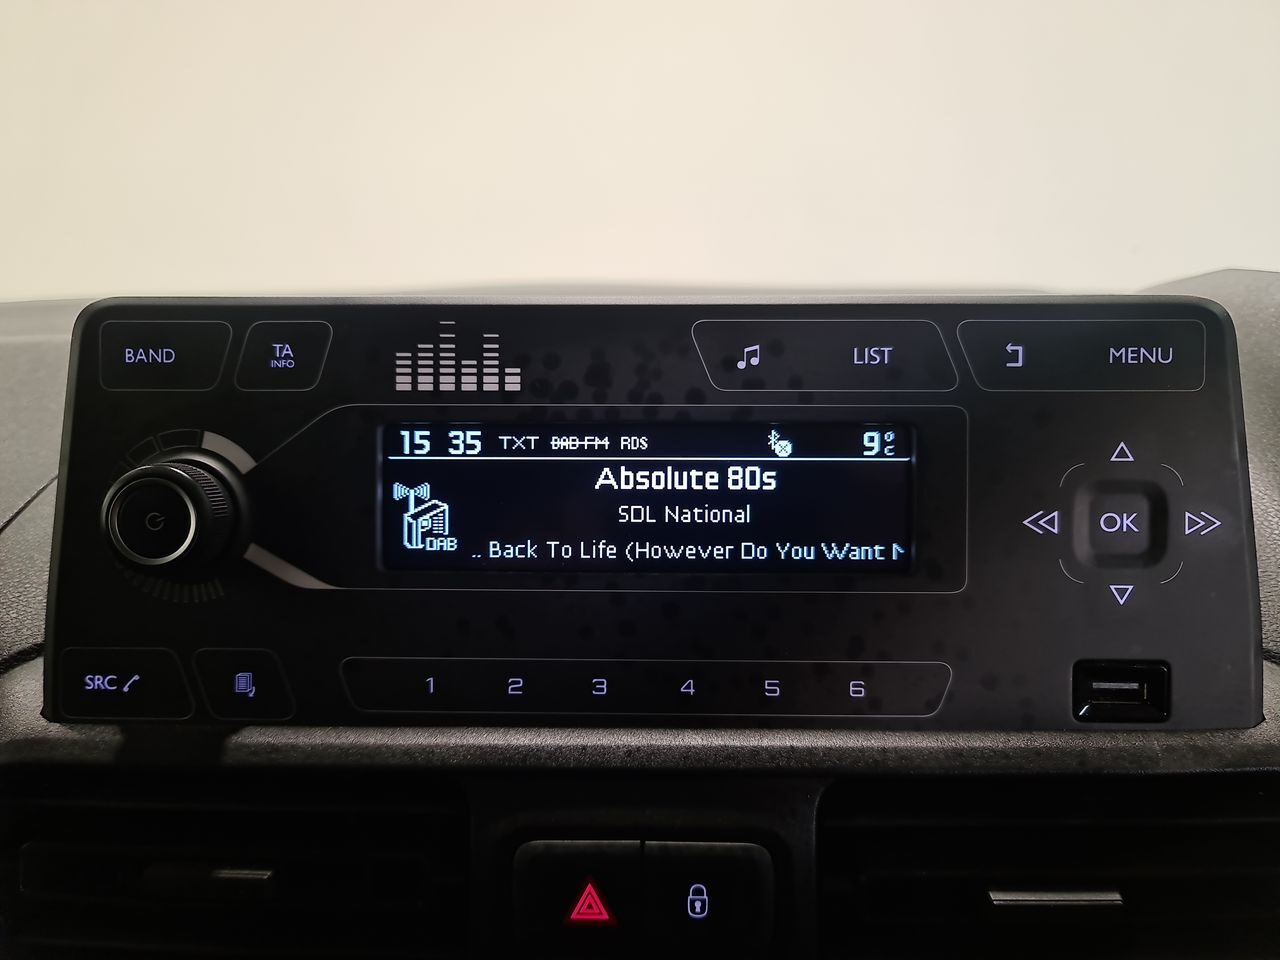 BAND
TA
INFO
LIST
MENU
15 35 TXT DAB-FM RDS 9°C
Absolute 80s
SDL National
DAB
.. Back To Life (However Do You Want
OK
SRC
1 2 3 4 5 6